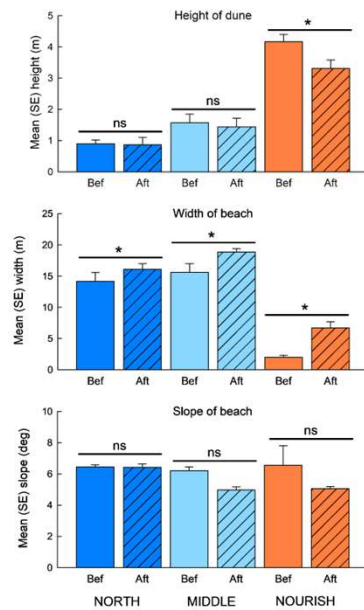 Height of dune
Mean (SE) height (m)
5
4
3
2
1
0
ns
ns
*
Bef Aft Bef Aft Bef Aft
Width of beach
Mean (SE) width (m)
25
20
15
10
5
0
*
*
*
Bef Aft Bef Aft Bef Aft
Slope of beach
Mean (SE) slope (deg)
10
8
6
4
2
0
ns
ns
ns
Bef Aft Bef Aft Bef Aft
NORTH MIDDLE NOURISH